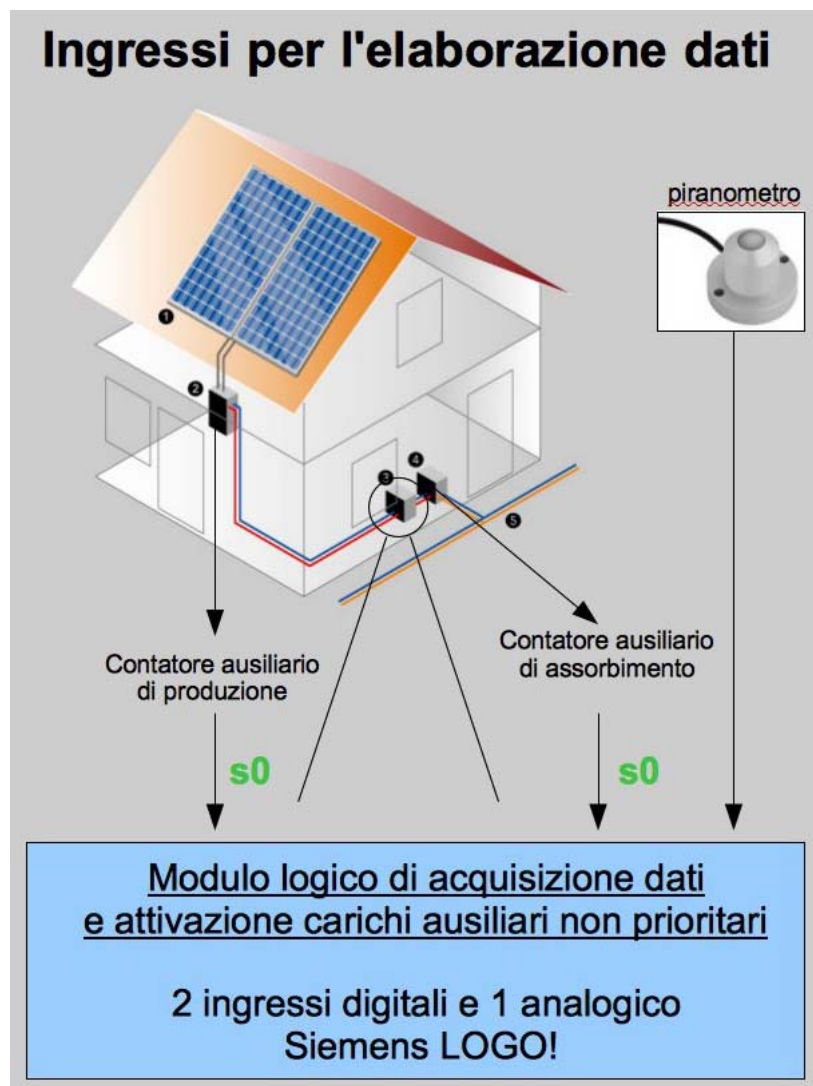 Ingressi per l'elaborazione dati
piranometro
1
2
3
4
5
Contatore ausiliario
di produzione
Contatore ausiliario
di assorbimento
s0
s0
Modulo logico di acquisizione dati
e attivazione carichi ausiliari non prioritari
2 ingressi digitali e 1 analogico
Siemens LOGO!